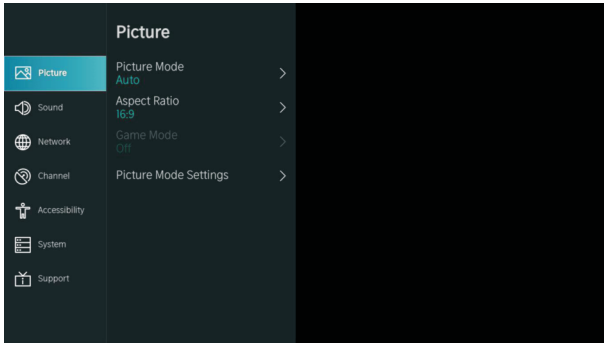 Picture
Sound
Network
Channel
Accessibility
System
Support
Picture
Picture Mode
Auto
Aspect Ratio
16:9
Game Mode
Off
Picture Mode Settings